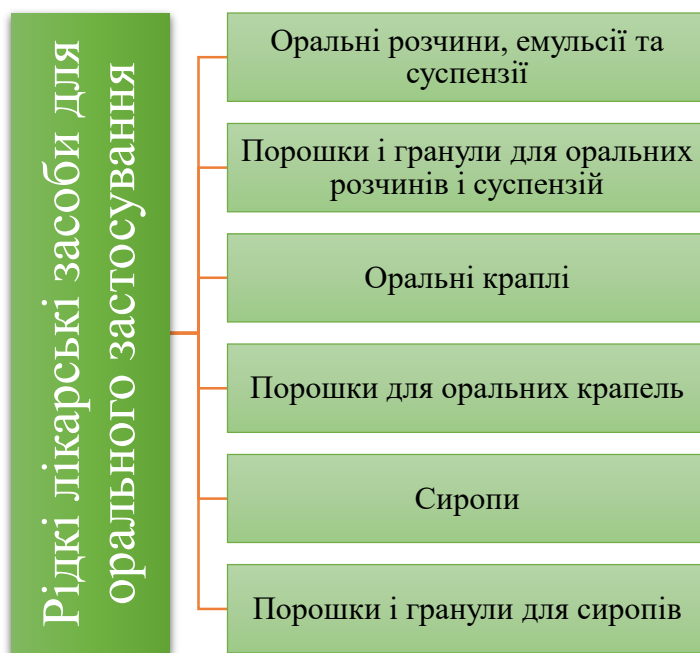 Рідкі лікарські засоби для
орального застосування
Оральні розчини, емульсії та
суспензії
Порошки і гранули для оральних
розчинів і суспензій
Оральні краплі
Порошки для оральних крапель
Сиропи
Порошки і гранули для сиропів